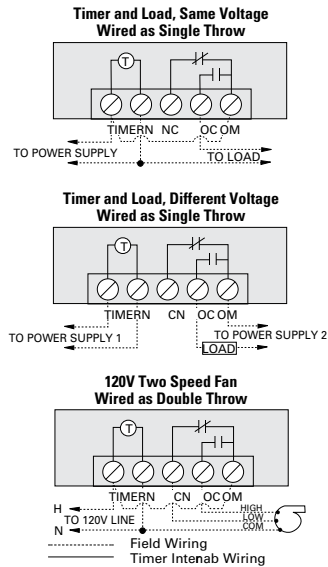 Timer and Load, Same Voltage
Wired as Single Throw
T
TIMERN NC OC OM
TO POWER SUPPLY
TO LOAD
Timer and Load, Different Voltage
Wired as Single Throw
T
TIMERN CN OC OM
TO POWER SUPPLY 1
TO POWER SUPPLY 2
LOAD
120V Two Speed Fan
Wired as Double Throw
T
TIMERN CN OC OM
H
HIGH
TO 120V LINE
LOW
N
COM
Field Wiring
Timer Intenab Wiring